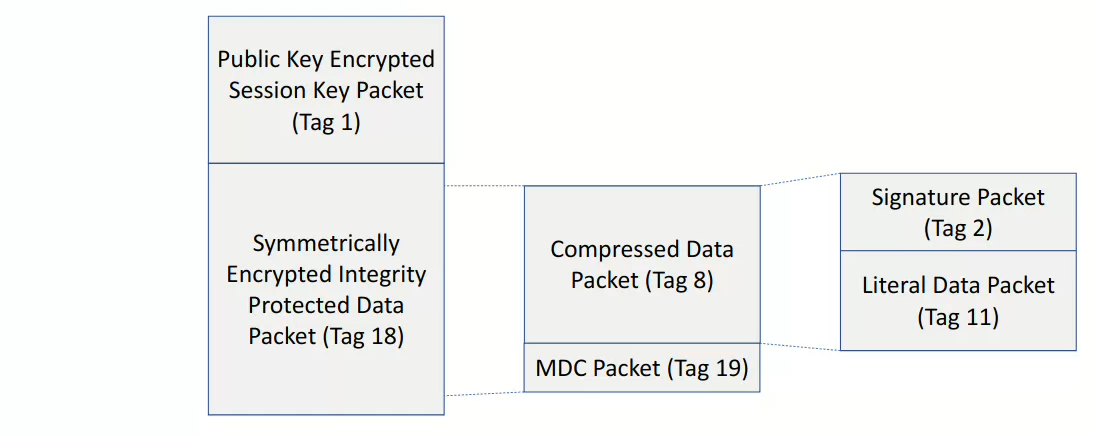 Public Key Encrypted
Session Key Packet
(Tag 1)
Symmetrically
Encrypted Integrity
Protected Data
Packet (Tag 18)
Compressed Data
Packet (Tag 8)
MDC Packet (Tag 19)
Signature Packet
(Tag 2)
Literal Data Packet
(Tag 11)